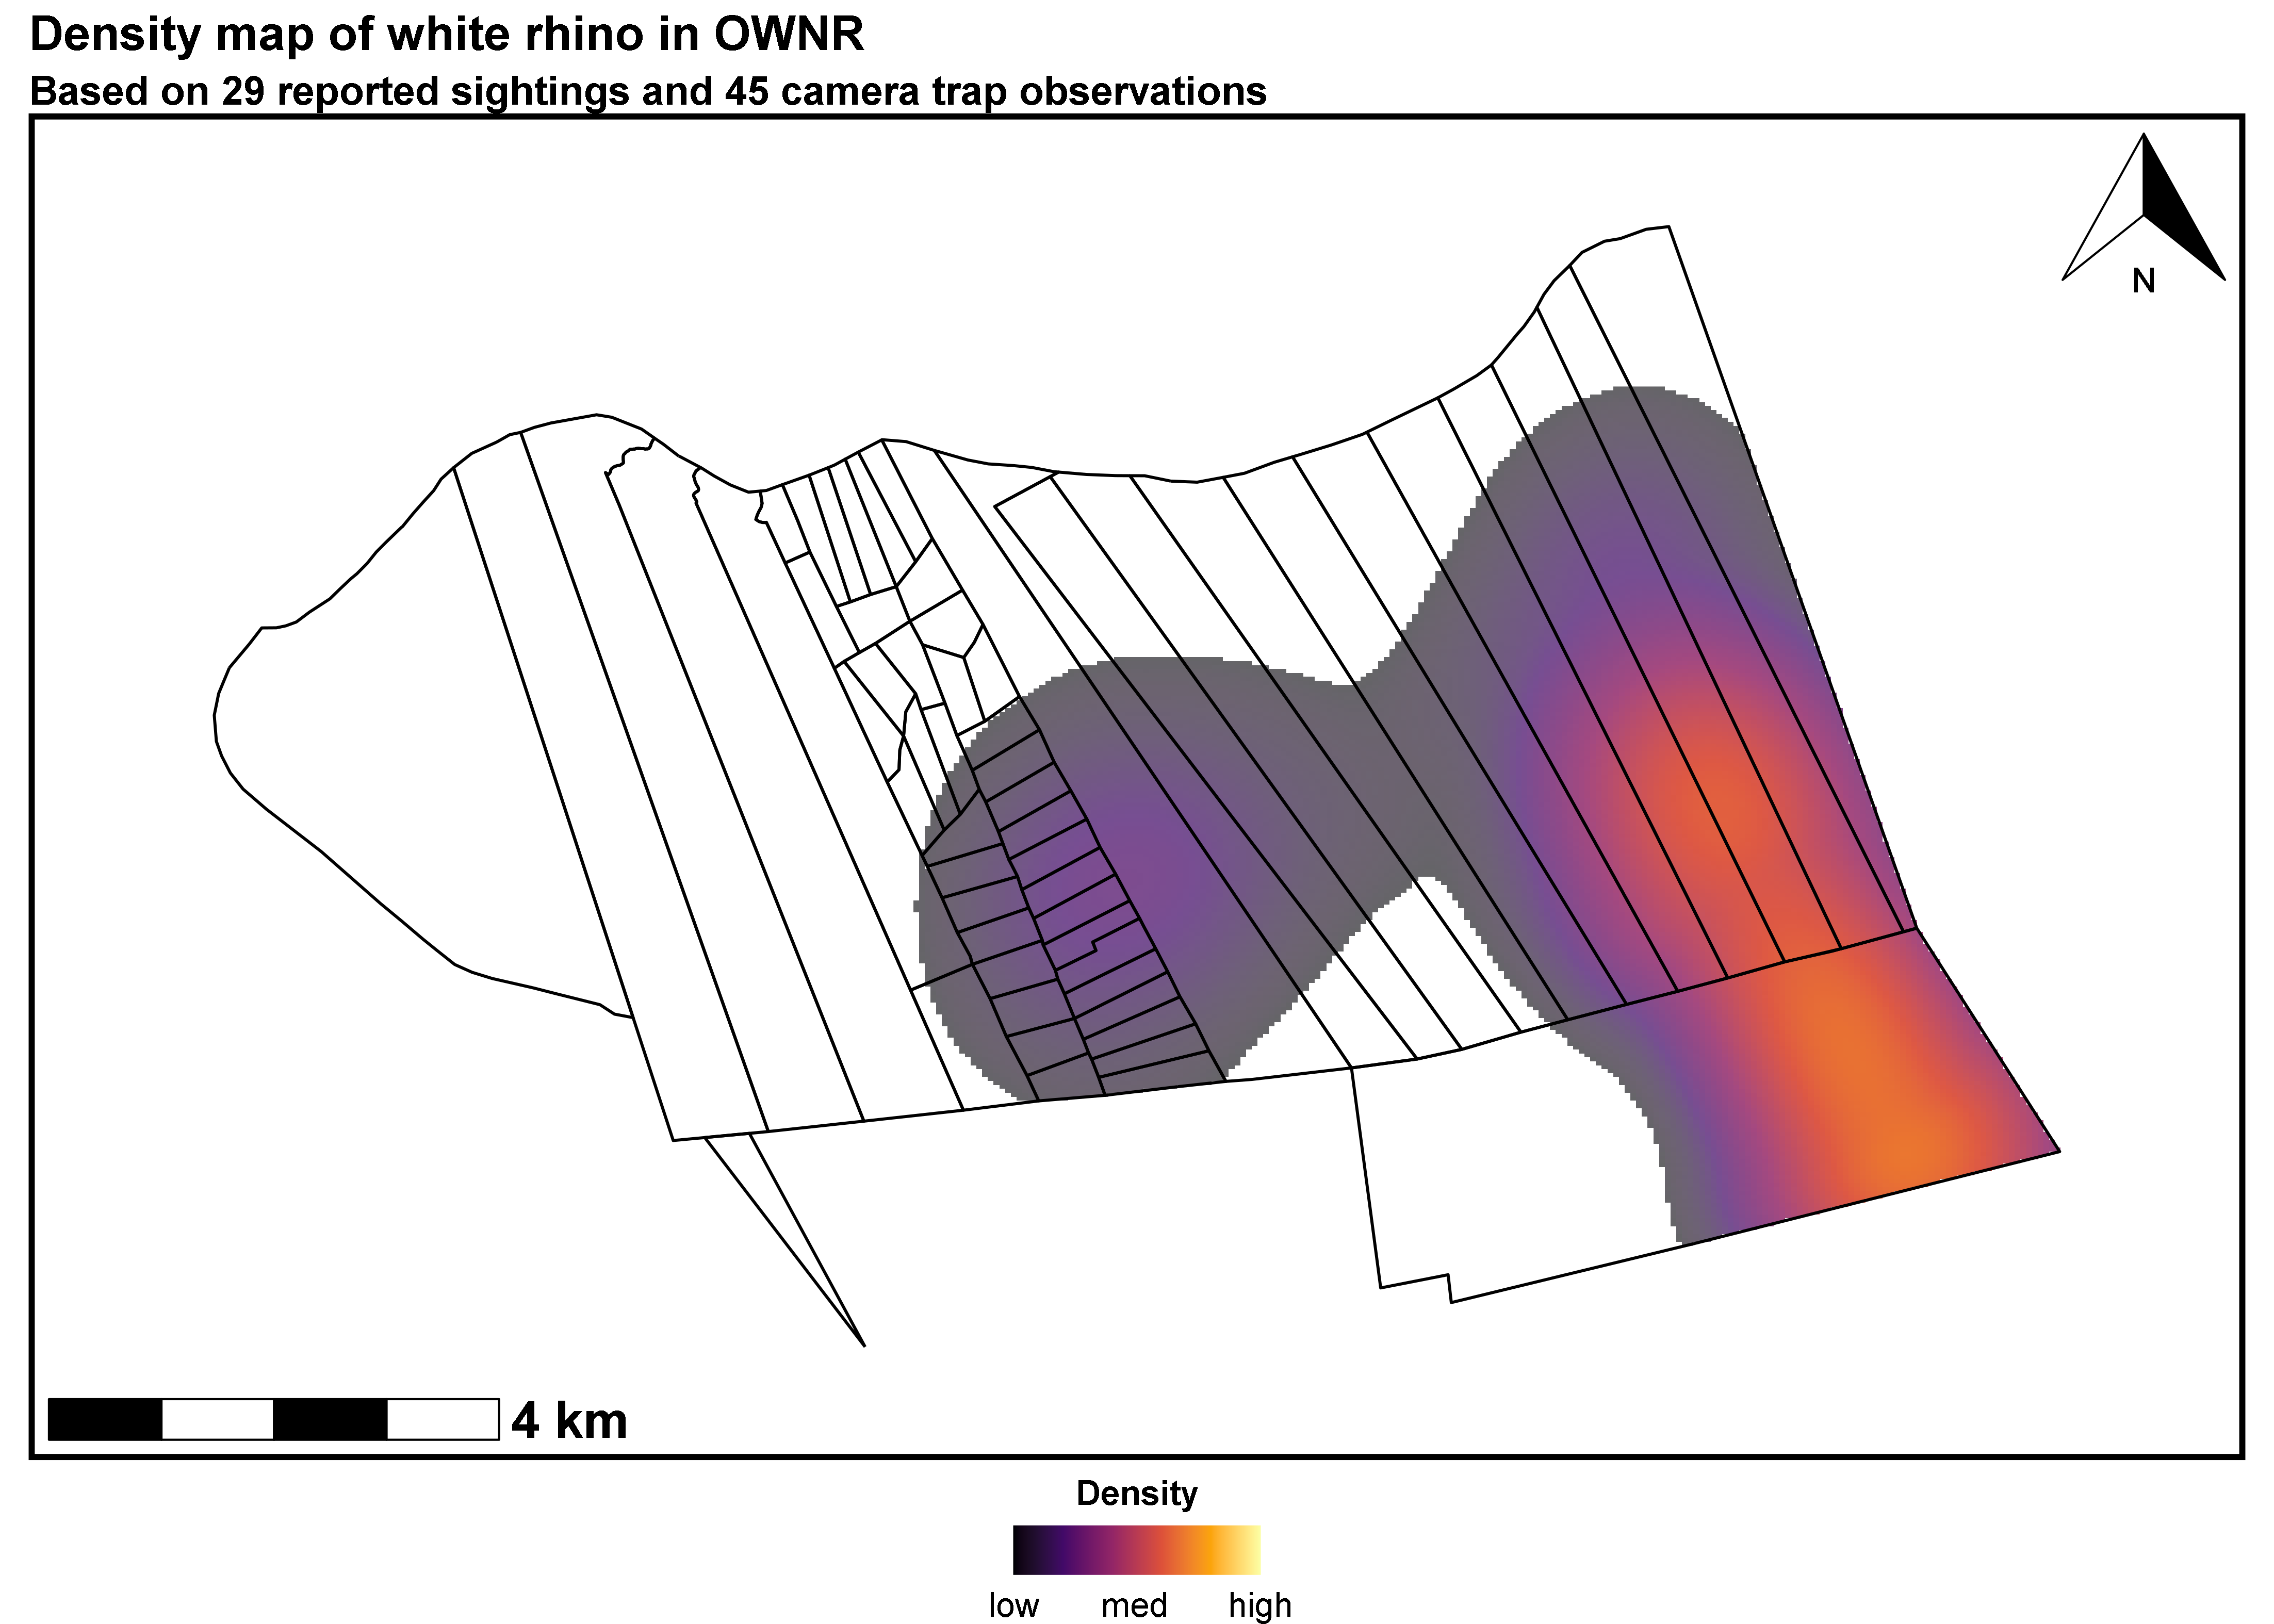 Density map of white rhino in OWNR
Based on 29 reported sightings and 45 camera trap observations
N
4 km
Density
low med high